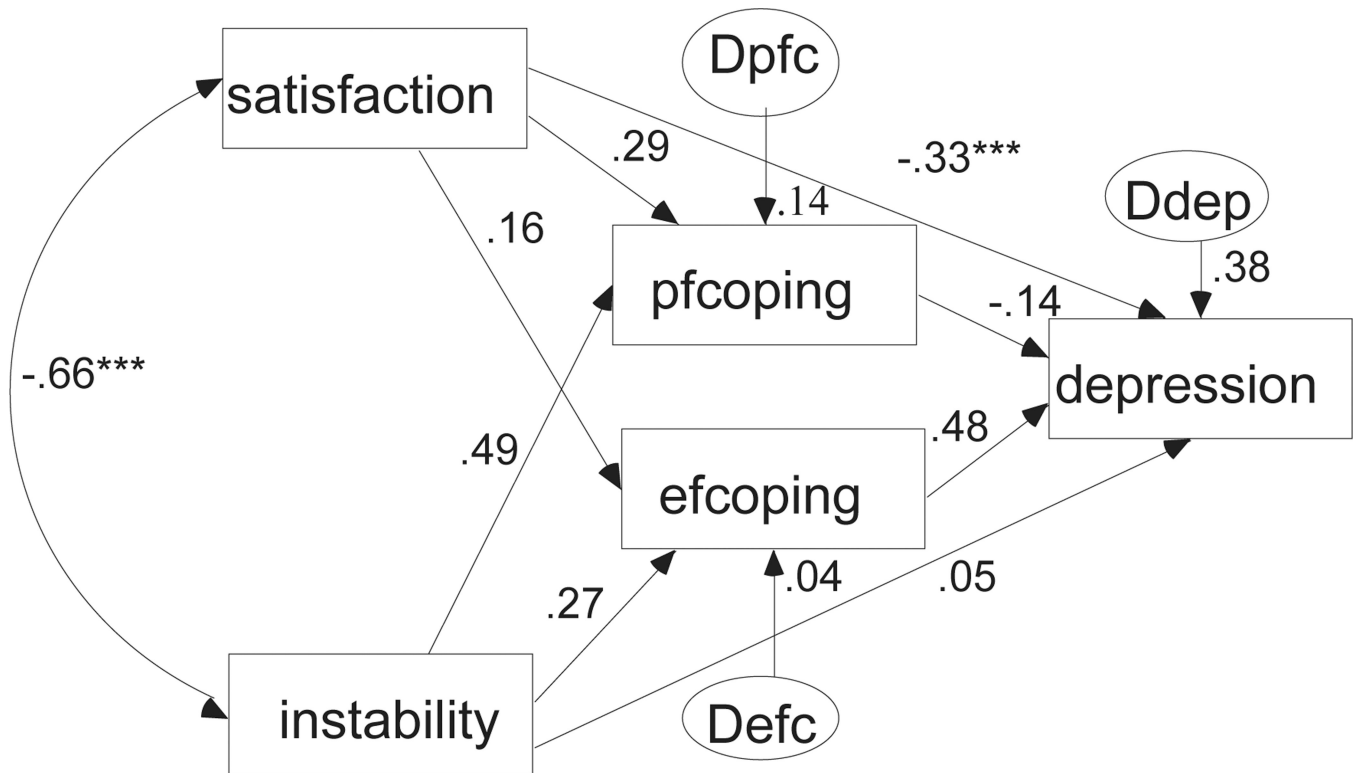 Dpfc
satisfaction
.29
-.33***
Ddep
.14
.16
.38
pfcoping
-.14
-.66***
depression
.49
.48
efcoping
.04
.05
.27
instability
Defc